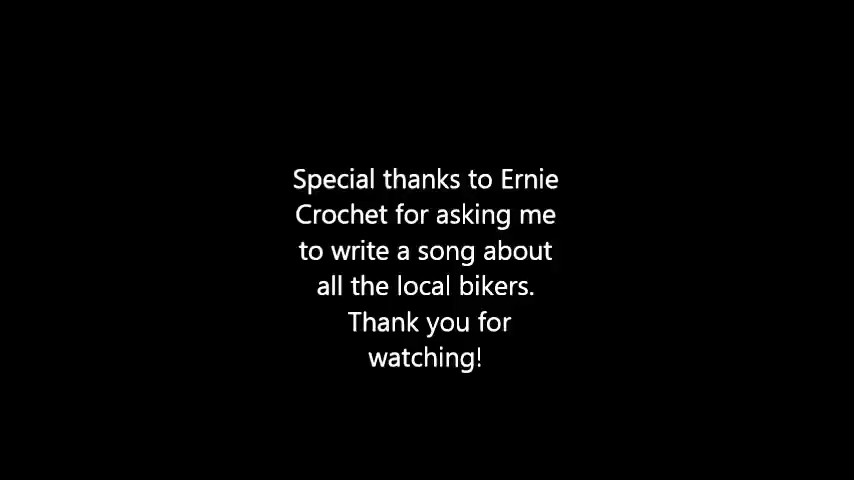 Special thanks to Ernie
Crochet for asking me
to write a song about
all the local bikers.
Thank you for
watching!